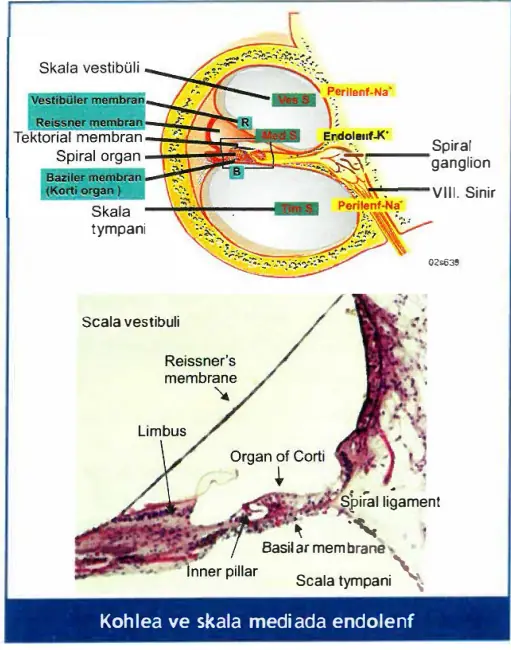 Skala vestibüli
Perilenf-Na⁺
Ves S.
Vestibüler membran
Reissner membran
R
Tektorial membran
Med S.
Endolenf-K⁺
Spiral organ
Spiral
ganglion
Baziler membran
(Korti organ )
B
VIII. Sinir
Skala
tympani
Tim S.
Perilenf-Na⁺
Scala vestibuli
Reissner's
membrane
Limbus
Organ of Corti
Spiral ligament
Basilar membrane
Inner pillar
Scala tympani
Kohlea ve skala mediada endolenf